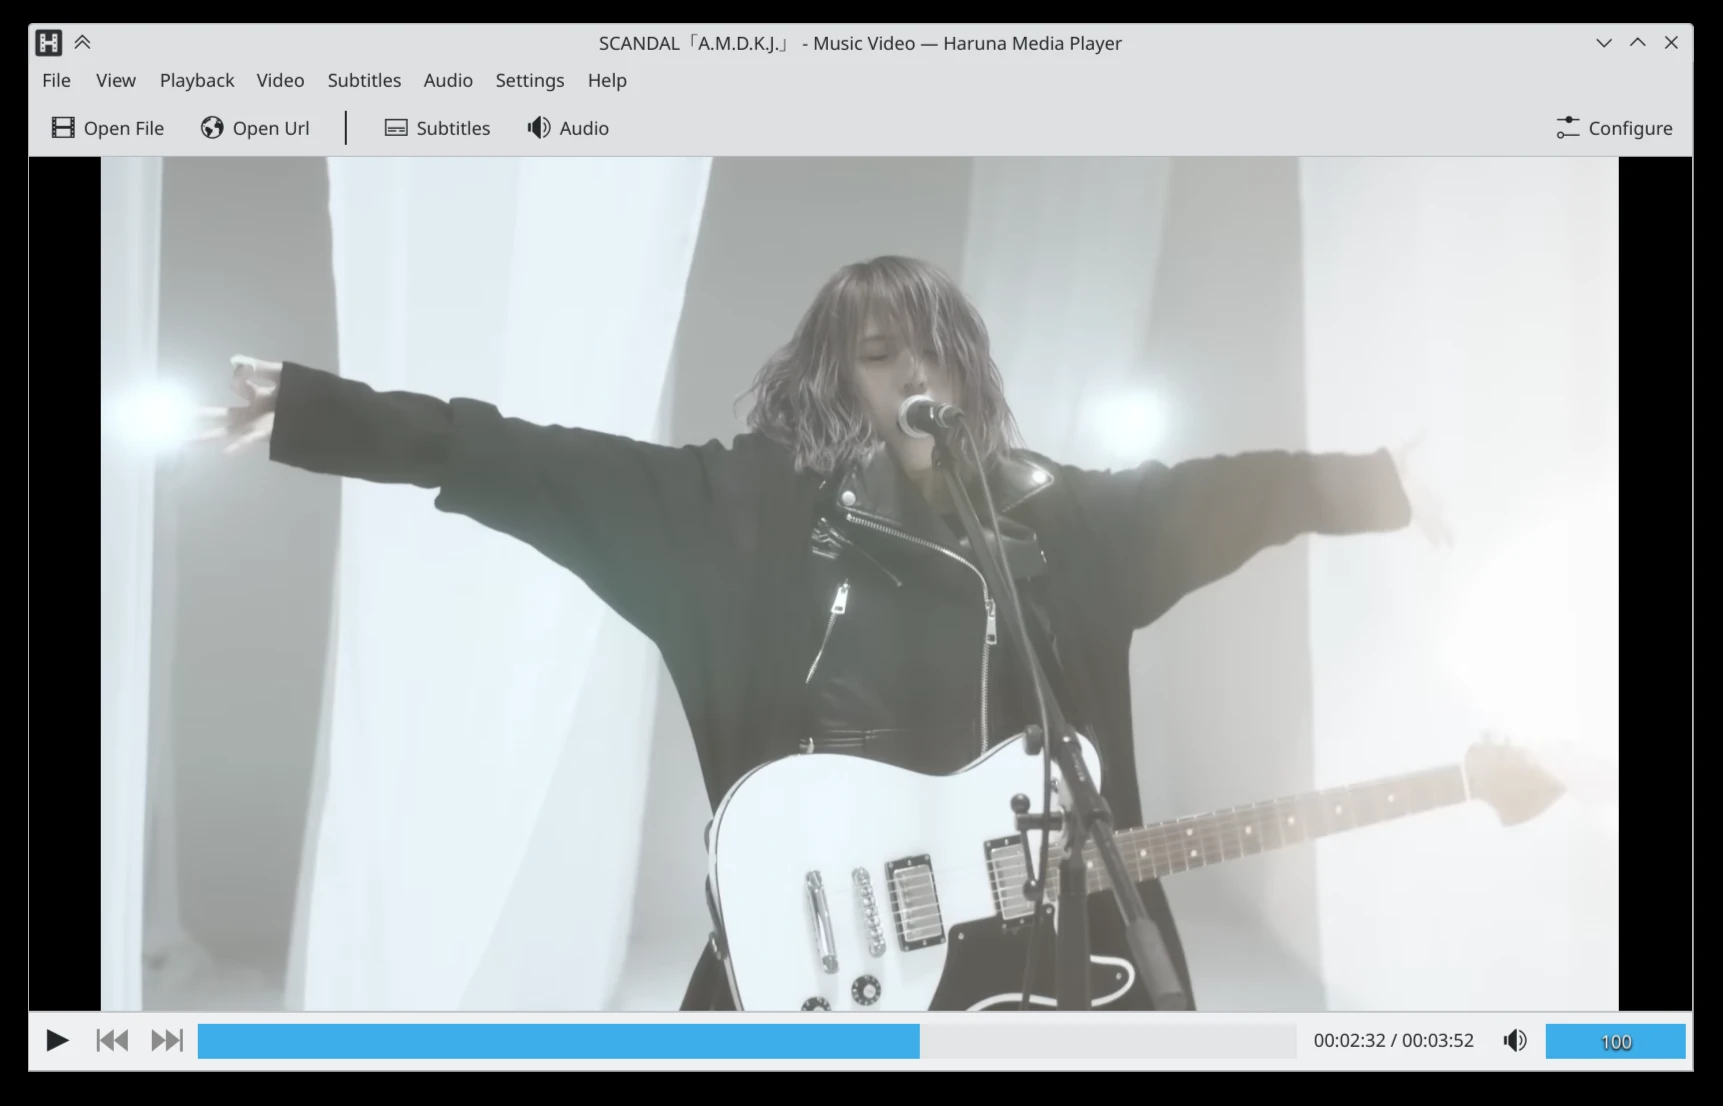 SCANDAL「A.M.D.K.J.」 - Music Video — Haruna Media Player
File View Playback Video Subtitles Audio Settings Help
Open File Open Url Subtitles Audio Configure
00:02:32 / 00:03:52 100